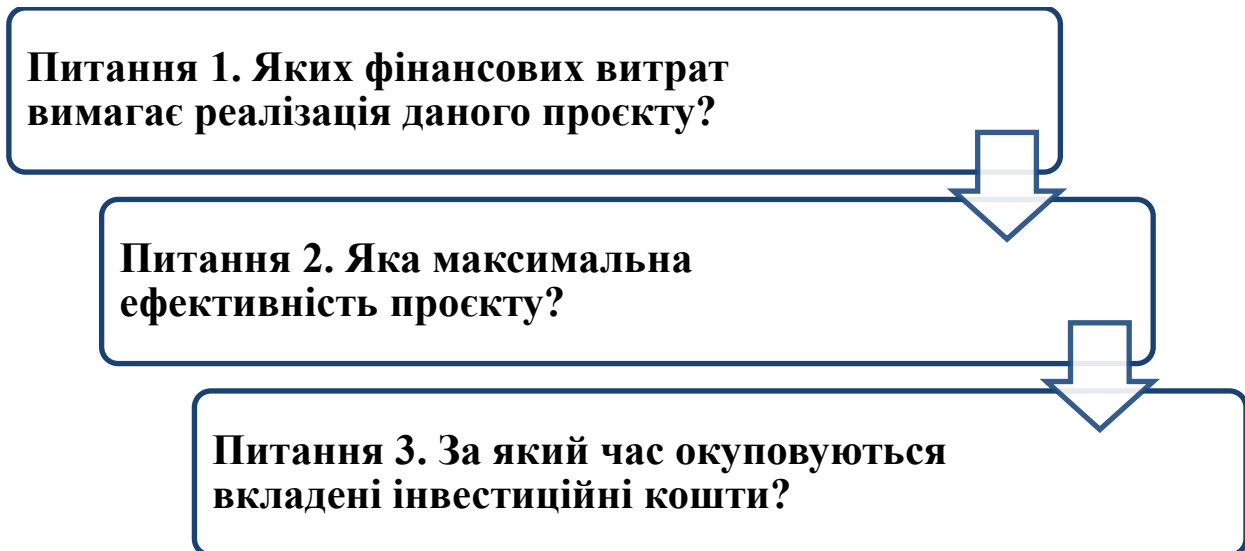 Питання 1. Яких фінансових витрат
вимагає реалізація даного проєкту?
Питання 2. Яка максимальна
ефективність проєкту?
Питання 3. За який час окуповуються
вкладені інвестиційні кошти?